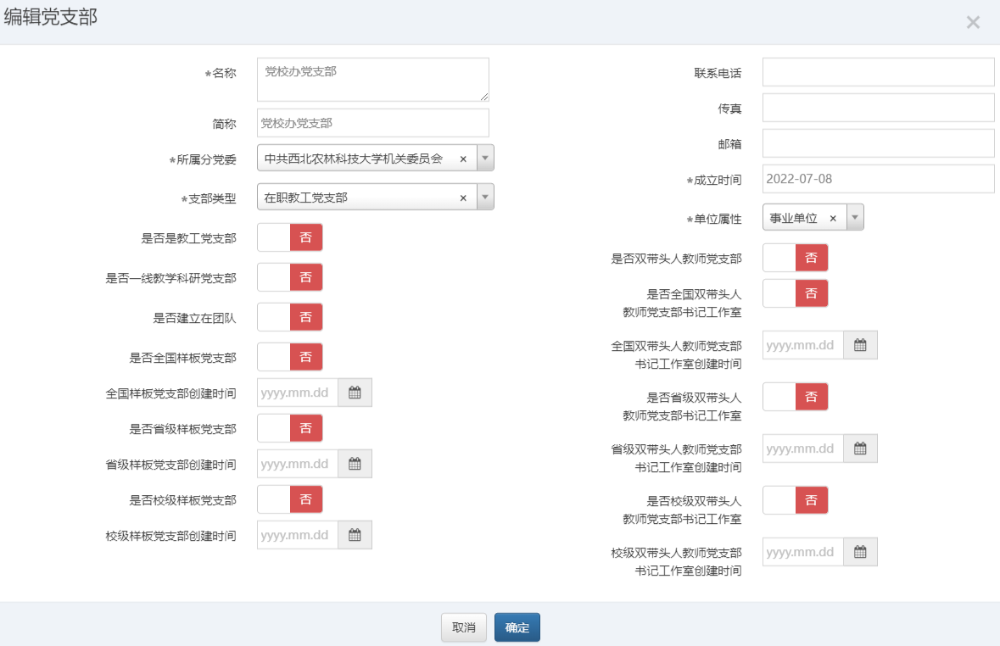 编辑党支部
×
*名称
党校办党支部
简称
党校办党支部
*所属分党委
中共西北农林科技大学机关委员会 ×
*支部类型
在职教工党支部 ×
是否是教工党支部
否
是否一线教学科研党支部
否
是否建立在团队
否
是否全国样板党支部
否
全国样板党支部创建时间
yyyy.mm.dd
是否省级样板党支部
否
省级样板党支部创建时间
yyyy.mm.dd
是否校级样板党支部
否
校级样板党支部创建时间
yyyy.mm.dd
联系电话
传真
邮箱
*成立时间
2022-07-08
*单位属性
事业单位 ×
是否双带头人教师党支部
否
是否全国双带头人
教师党支部书记工作室
否
全国双带头人教师党支部
书记工作室创建时间
yyyy.mm.dd
是否省级双带头人
教师党支部书记工作室
否
省级双带头人教师党支部
书记工作室创建时间
yyyy.mm.dd
是否校级双带头人
教师党支部书记工作室
否
校级双带头人教师党支部
书记工作室创建时间
yyyy.mm.dd
取消
确定